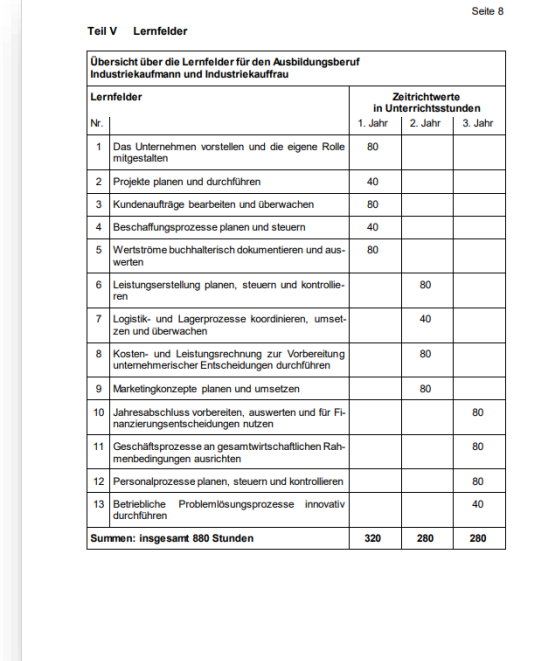 Seite 8
Teil V Lernfelder
Übersicht über die Lernfelder für den Ausbildungsberuf
Industriekaufmann und Industriekauffrau
Lernfelder Zeitrichtwerte
in Unterrichtsstunden
Nr. 1. Jahr 2. Jahr 3. Jahr
1 Das Unternehmen vorstellen und die eigene Rolle 80
mitgestalten
2 Projekte planen und durchführen 40
3 Kundenaufträge bearbeiten und überwachen 80
4 Beschaffungsprozesse planen und steuern 40
5 Wertströme buchhalterisch dokumentieren und aus- 80
werten
6 Leistungserstellung planen, steuern und kontrollie- 80
ren
7 Logistik- und Lagerprozesse koordinieren, umset- 40
zen und überwachen
8 Kosten- und Leistungsrechnung zur Vorbereitung 80
unternehmerischer Entscheidungen durchführen
9 Marketingkonzepte planen und umsetzen 80
10 Jahresabschluss vorbereiten, auswerten und für Fi- 80
nanzierungsentscheidungen nutzen
11 Geschäftsprozesse an gesamtwirtschaftlichen Rah- 80
menbedingungen ausrichten
12 Personalprozesse planen, steuern und kontrollieren 80
13 Betriebliche Problemlösungsprozesse innovativ 40
durchführen
Summen: insgesamt 880 Stunden 320 280 280